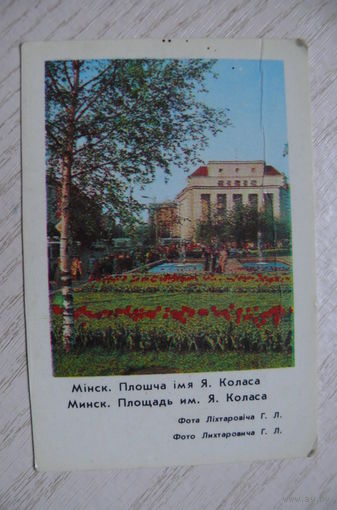 Мінск. Плошча імя Я. Коласа
Минск. Площадь им. Я. Коласа
Фота Ліхтаровіча Г. Л.
Фото Лихтаровича Г. Л.